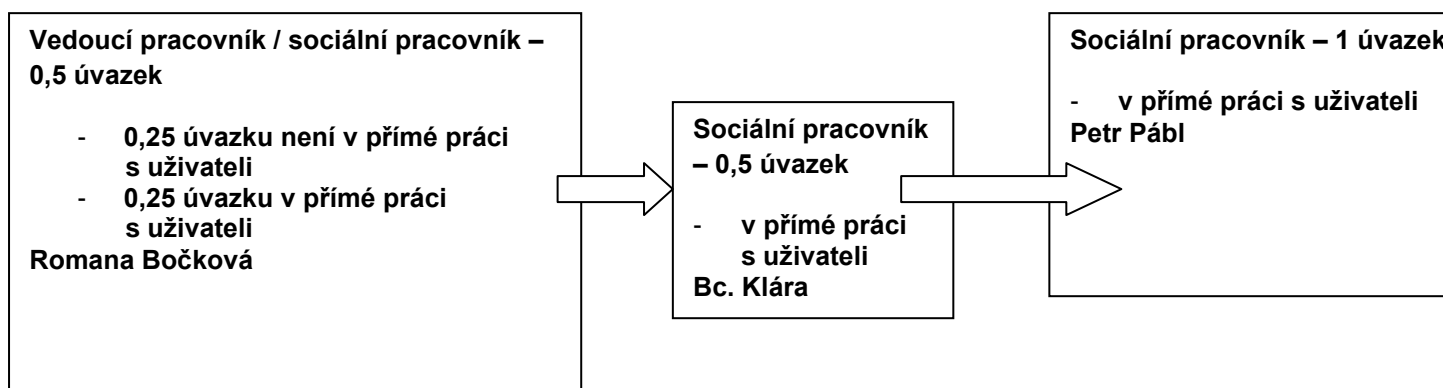 Vedoucí pracovník / sociální pracovník –
0,5 úvazek
- 0,25 úvazku není v přímé práci
s uživateli
- 0,25 úvazku v přímé práci
s uživateli
Romana Bočková
Sociální pracovník
– 0,5 úvazek
- v přímé práci
s uživateli
Bc. Klára
Sociální pracovník – 1 úvazek
- v přímé práci s uživateli
Petr Pábl